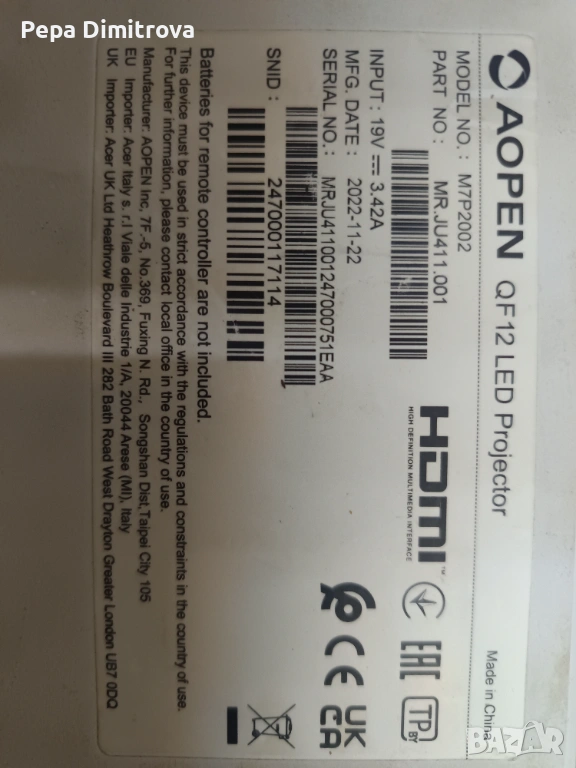 Pepa Dimitrova
AOPEN QF12 LED Projector
Made in China
MODEL NO. : M7P2002
PART NO. : MR.JU411.001
HDMI™
HIGH DEFINITION MULTIMEDIA INTERFACE
EAC
TP
BY
INPUT : 19V 3.42A
MFG. DATE : 2022-11-22
SERIAL NO. : MRJU411001247000751EAA
CE
UK
CA
SNID : 247000117114
Batteries for remote controller are not included.
This device must be used in strict accordance with the regulations and constraints in the country of use.
For further information, please contact local office in the country of use.
Manufacturer: AOPEN Inc. 7F.-5, No.369, Fuxing N. Rd., Songshan Dist,Taipei City 105
EU Importer: Acer Italy s. r.l Viale delle Industrie 1/A, 20044 Arese (MI), Italy
UK Importer: Acer UK Ltd Heathrow Boulevard III 282 Bath Road West Drayton Greater London UB7 0DQ
BAZAR